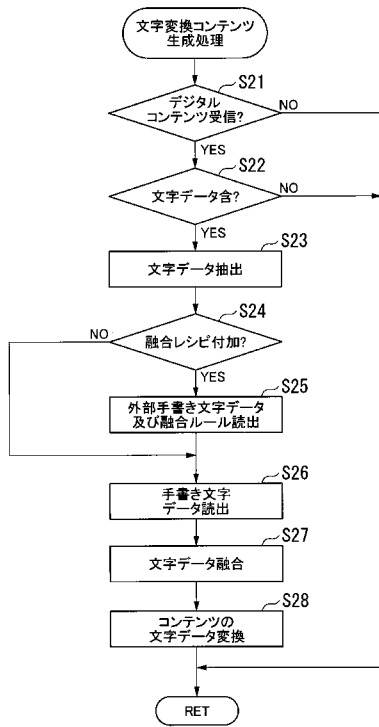 文字変換コンテンツ
生成処理
S21
デジタル
コンテンツ受信?
NO
YES
S22
文字データ含?
NO
YES
S23
文字データ抽出
S24
融合レシピ付加?
NO
YES
S25
外部手書き文字データ
及び融合ルール読出
S26
手書き文字
データ読出
S27
文字データ融合
S28
コンテンツの
文字データ変換
RET